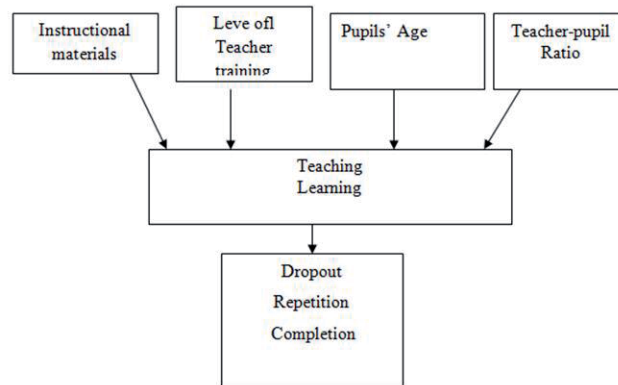 Instructional
materials
Leve ofl
Teacher
training
Pupils’ Age
Teacher-pupil
Ratio
Teaching
Learning
Dropout
Repetition
Completion